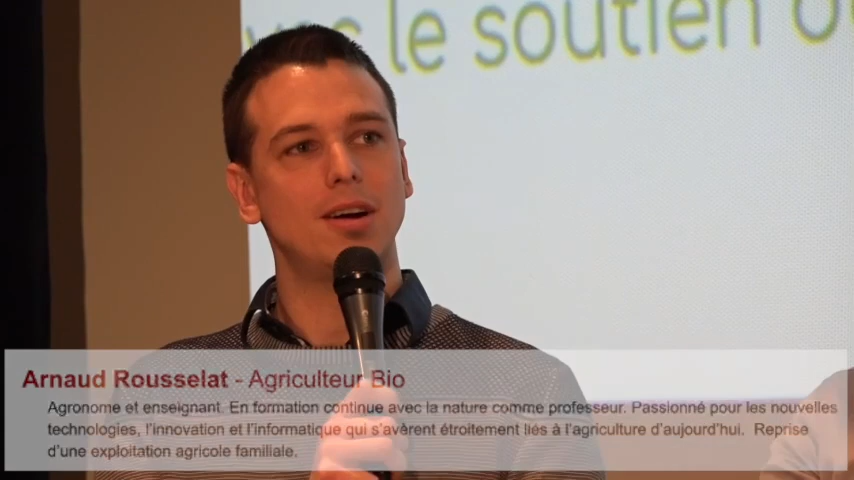 le soutien
Arnaud Rousselat - Agriculteur Bio
Agronome et enseignant. En formation continue avec la nature comme professeur. Passionné pour les nouvelles
technologies, l'innovation et l'informatique qui s'avèrent étroitement liés à l'agriculture d'aujourd'hui. Reprise
d'une exploitation agricole familiale.